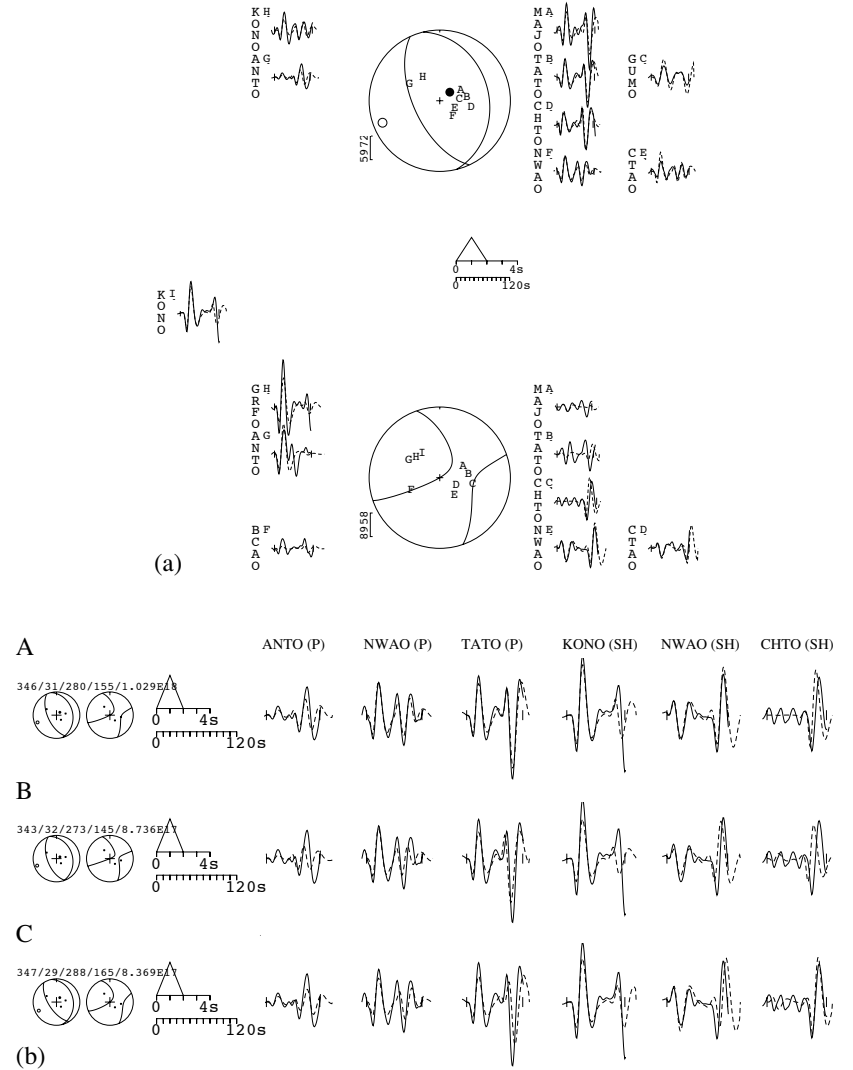 KONO H
ANTO G
MAJO A
TATO B
CHTO D
NWAO F
GUMO C
CTAO E
G H A C B E D F
5972
0 4s
0 120s
KONO I
GRFO H
ANTO G
BCAO F
MAJO A
TATO B
CHTO C
NWAO E
CTAO D
G H I A B C D E F
8958
(a)
A ANTO (P) NWAO (P) TATO (P) KONO (SH) NWAO (SH) CHTO (SH)
346/31/280/155/1.029E18
0 4s
0 120s
B
343/32/273/145/8.736E17
0 4s
0 120s
C
347/29/288/165/8.369E17
0 4s
0 120s
(b)